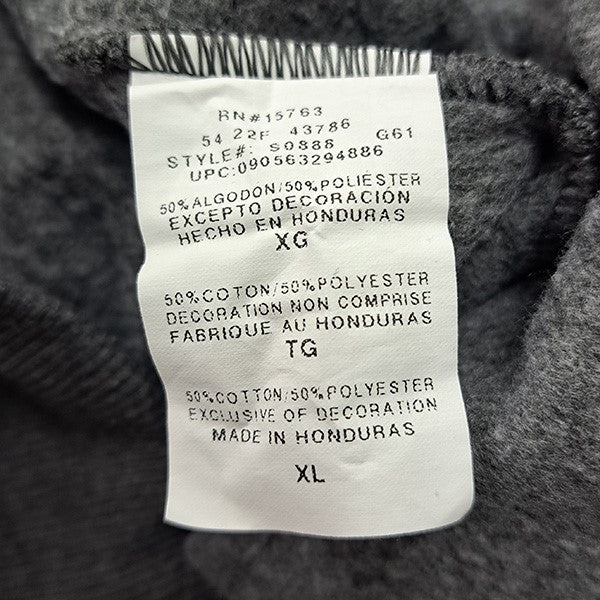 RN#15763
54 22F 43786 G61
STYLE#: S0888
UPC:090563294886
50%ALGODON/50%POLIESTER
EXCEPTO DECORACION
HECHO EN HONDURAS
XG
50%COTON/50%POLYESTER
DECORATION NON COMPRISE
FABRIQUE AU HONDURAS
TG
50%COTTON/50%POLYESTER
EXCLUSIVE OF DECORATION
MADE IN HONDURAS
XL